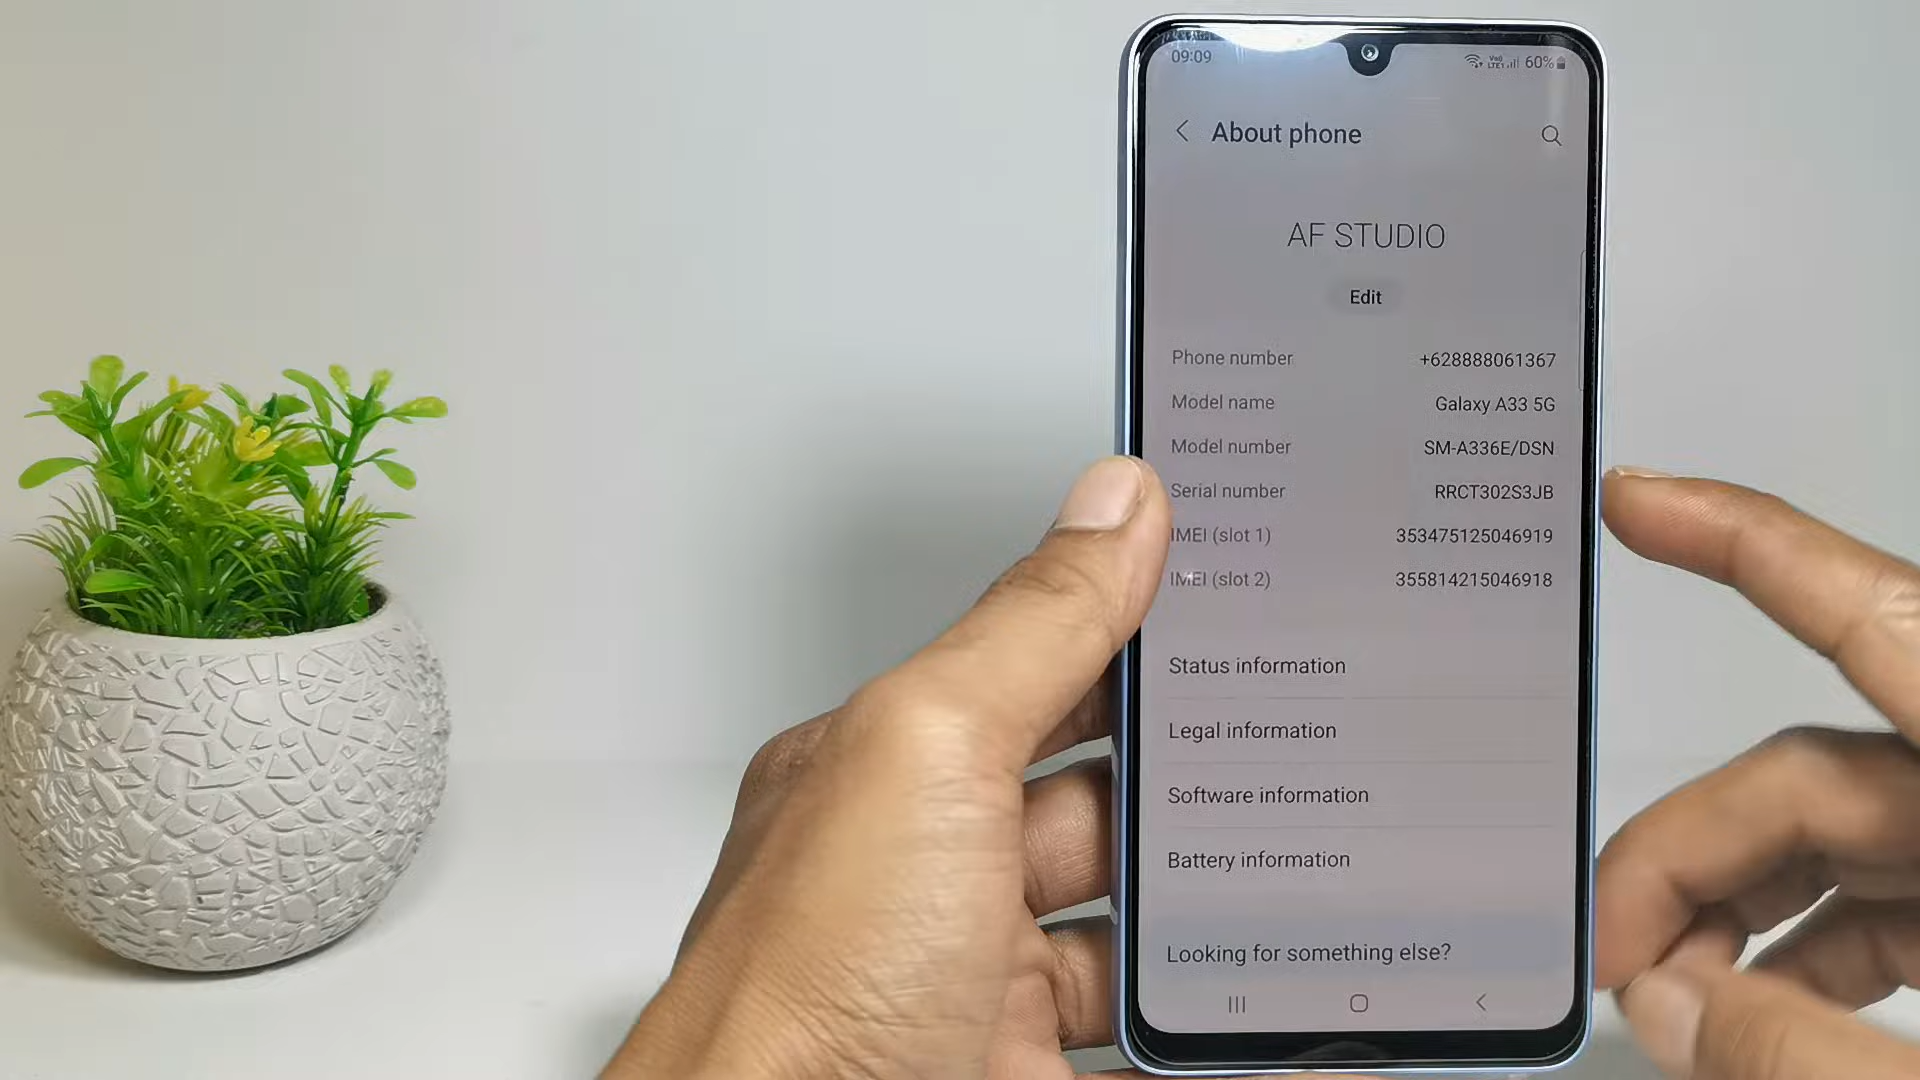 09:09 Vo) LTE1 60%
About phone
AF STUDIO
Edit
Phone number +628888061367
Model name Galaxy A33 5G
Model number SM-A336E/DSN
Serial number RRCT302S3JB
IMEI (slot 1) 353475125046919
IMEI (slot 2) 355814215046918
Status information
Legal information
Software information
Battery information
Looking for something else?